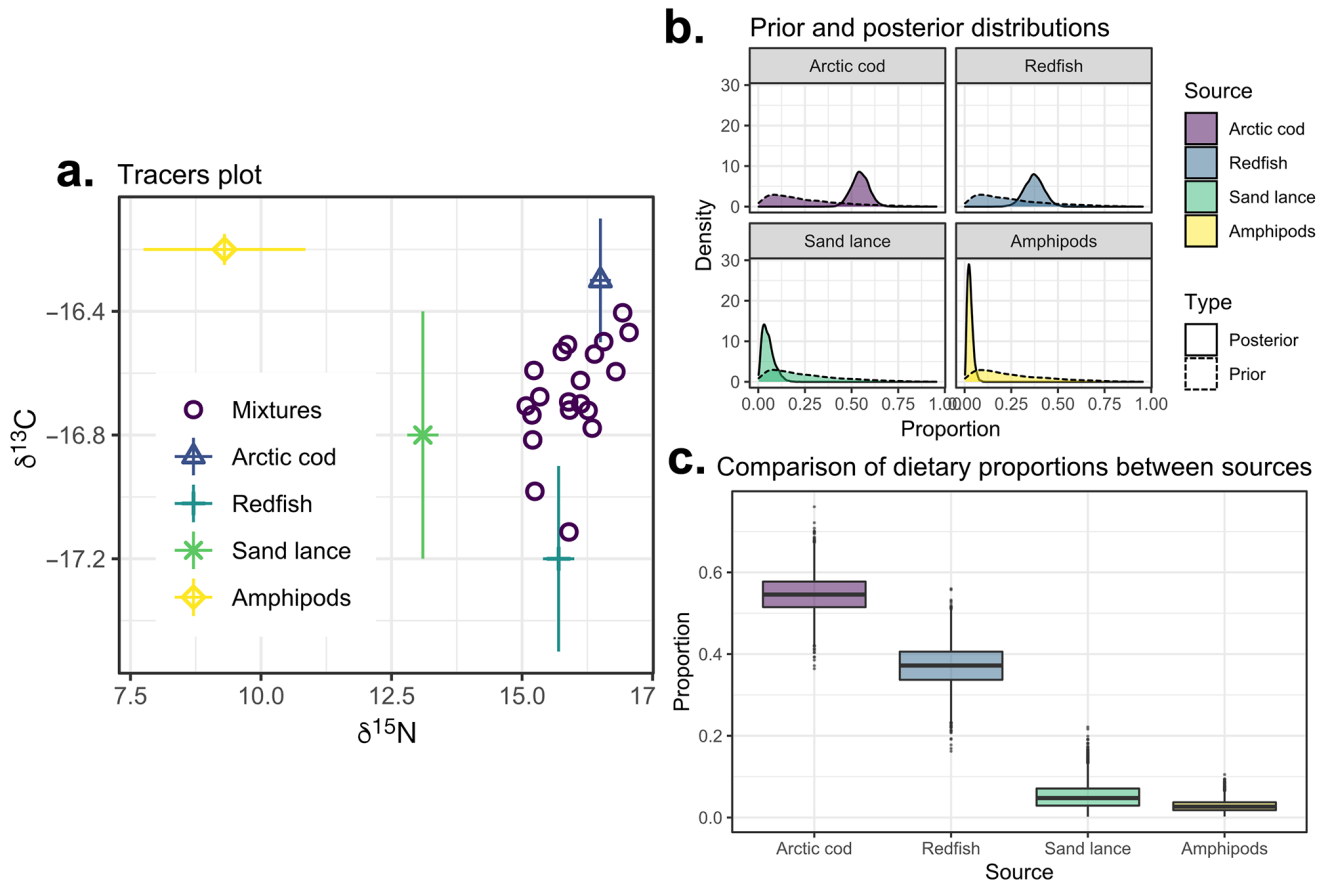 a. Tracers plot
−16.4
−16.8
−17.2
δ13C
Mixtures
Arctic cod
Redfish
Sand lance
Amphipods
7.5 10.0 12.5 15.0 17
δ15N
b. Prior and posterior distributions
Arctic cod Redfish
30
20
10
0
Sand lance Amphipods
30
20
10
0
Density
0.00 0.25 0.50 0.75 1.00 0.00 0.25 0.50 0.75 1.00
Proportion
Source
Arctic cod
Redfish
Sand lance
Amphipods
Type
Posterior
Prior
c. Comparison of dietary proportions between sources
0.6
0.4
0.2
0.0
Proportion
Arctic cod Redfish Sand lance Amphipods
Source